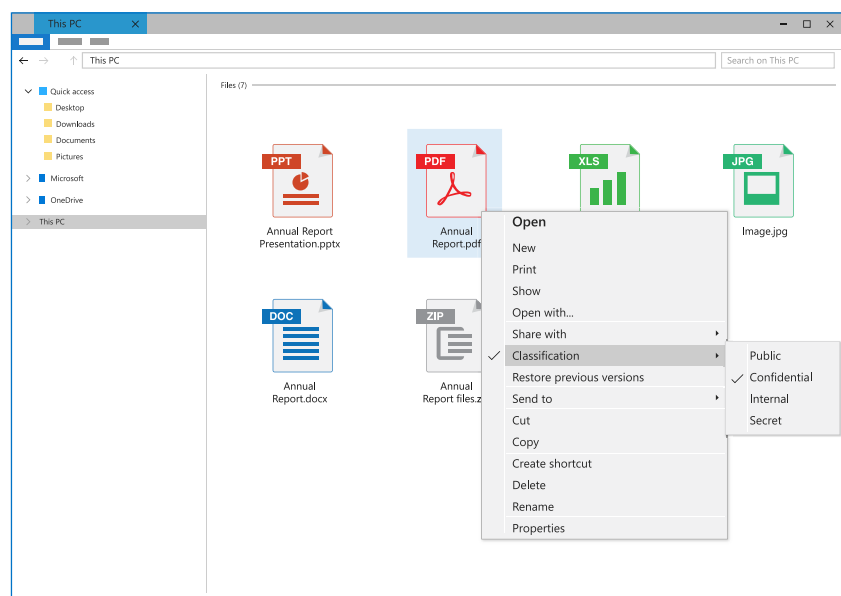 This PC
This PC
Search on This PC
Quick access
Desktop
Downloads
Documents
Pictures
Microsoft
OneDrive
This PC
Files (7)
PPT
Annual Report
Presentation.pptx
PDF
Annual
Report.pdf
XLS
JPG
Image.jpg
DOC
Annual
Report.docx
ZIP
Annual
Report files.z
Open
New
Print
Show
Open with...
Share with
Classification
Restore previous versions
Send to
Cut
Copy
Create shortcut
Delete
Rename
Properties
Public
Confidential
Internal
Secret